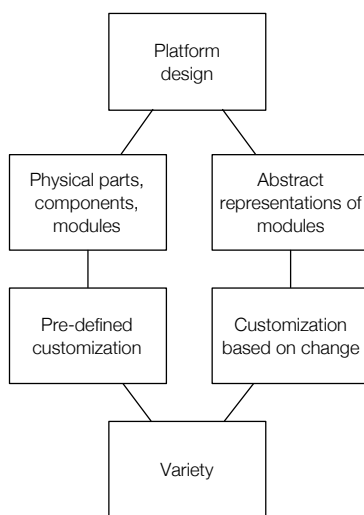 Platform
design
Physical parts,
components,
modules
Abstract
representations of
modules
Pre-defined
customization
Customization
based on change
Variety